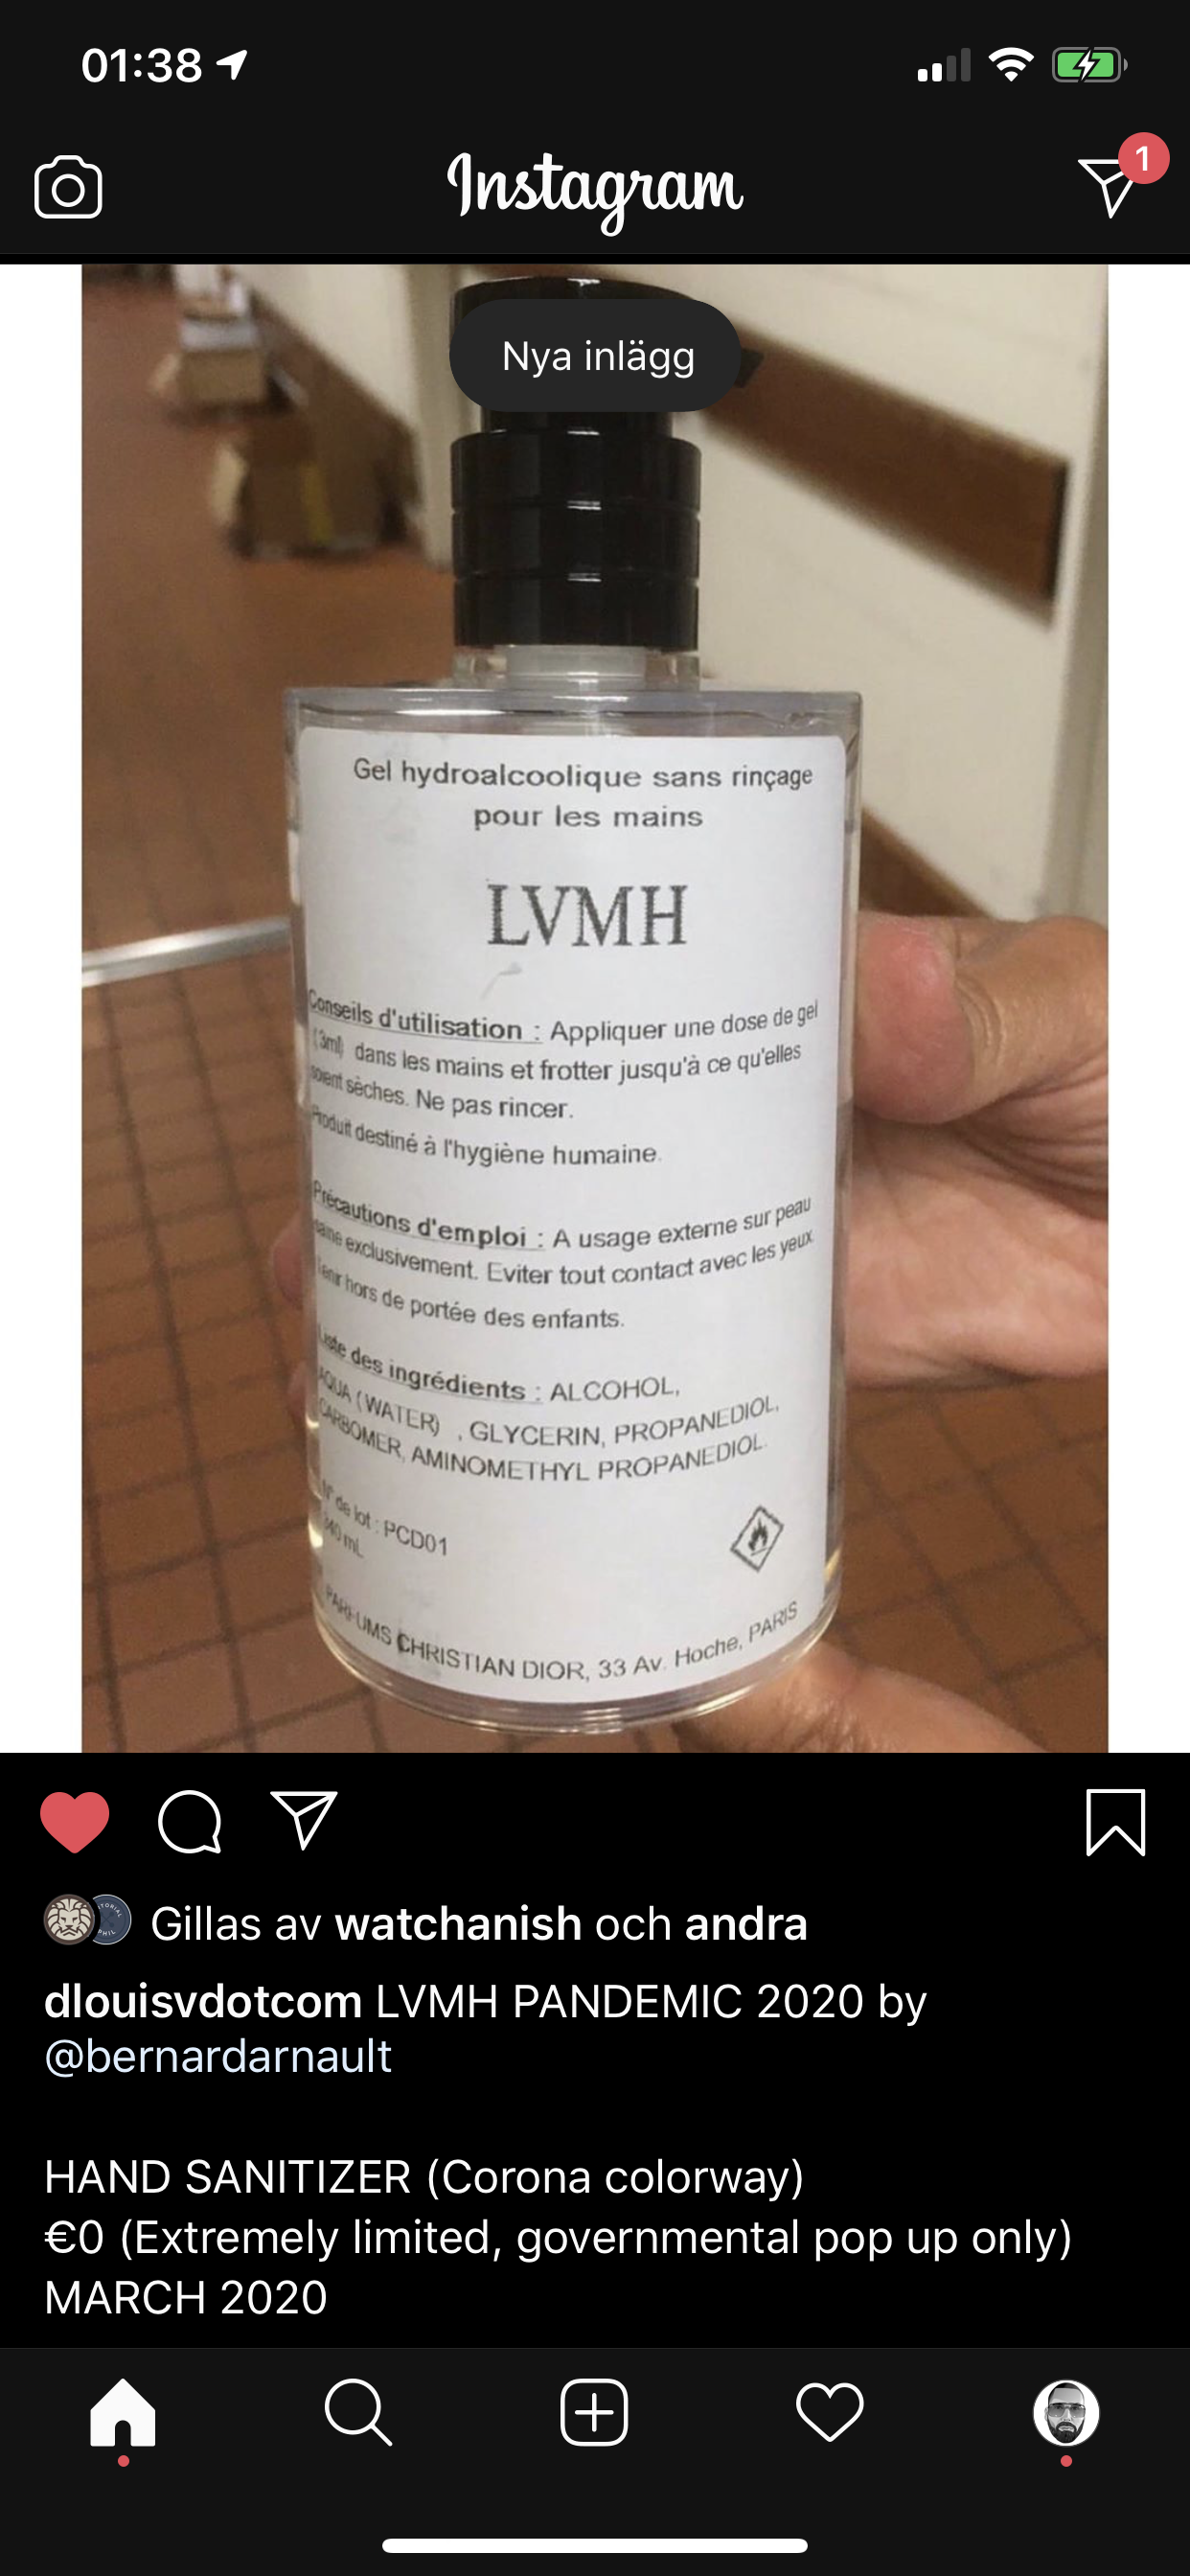 01:38
Instagram
1
Nya inlägg
Gel hydroalcoolique sans rinçage
pour les mains
LVMH
Conseils d'utilisation : Appliquer une dose de gel
(3ml) dans les mains et frotter jusqu'à ce qu'elles
soient sèches. Ne pas rincer.
Produit destiné à l'hygiène humaine.
Précautions d'emploi : A usage externe sur peau
saine exclusivement. Eviter tout contact avec les yeux
Tenir hors de portée des enfants.
Liste des ingrédients : ALCOHOL,
AQUA (WATER) , GLYCERIN, PROPANEDIOL,
CARBOMER, AMINOMETHYL PROPANEDIOL.
N° de lot : PCD01
340 mL
PARFUMS CHRISTIAN DIOR, 33 Av. Hoche, PARIS
Gillas av watchanish och andra
dlouisvdotcom LVMH PANDEMIC 2020 by
@bernardarnault
HAND SANITIZER (Corona colorway)
€0 (Extremely limited, governmental pop up only)
MARCH 2020